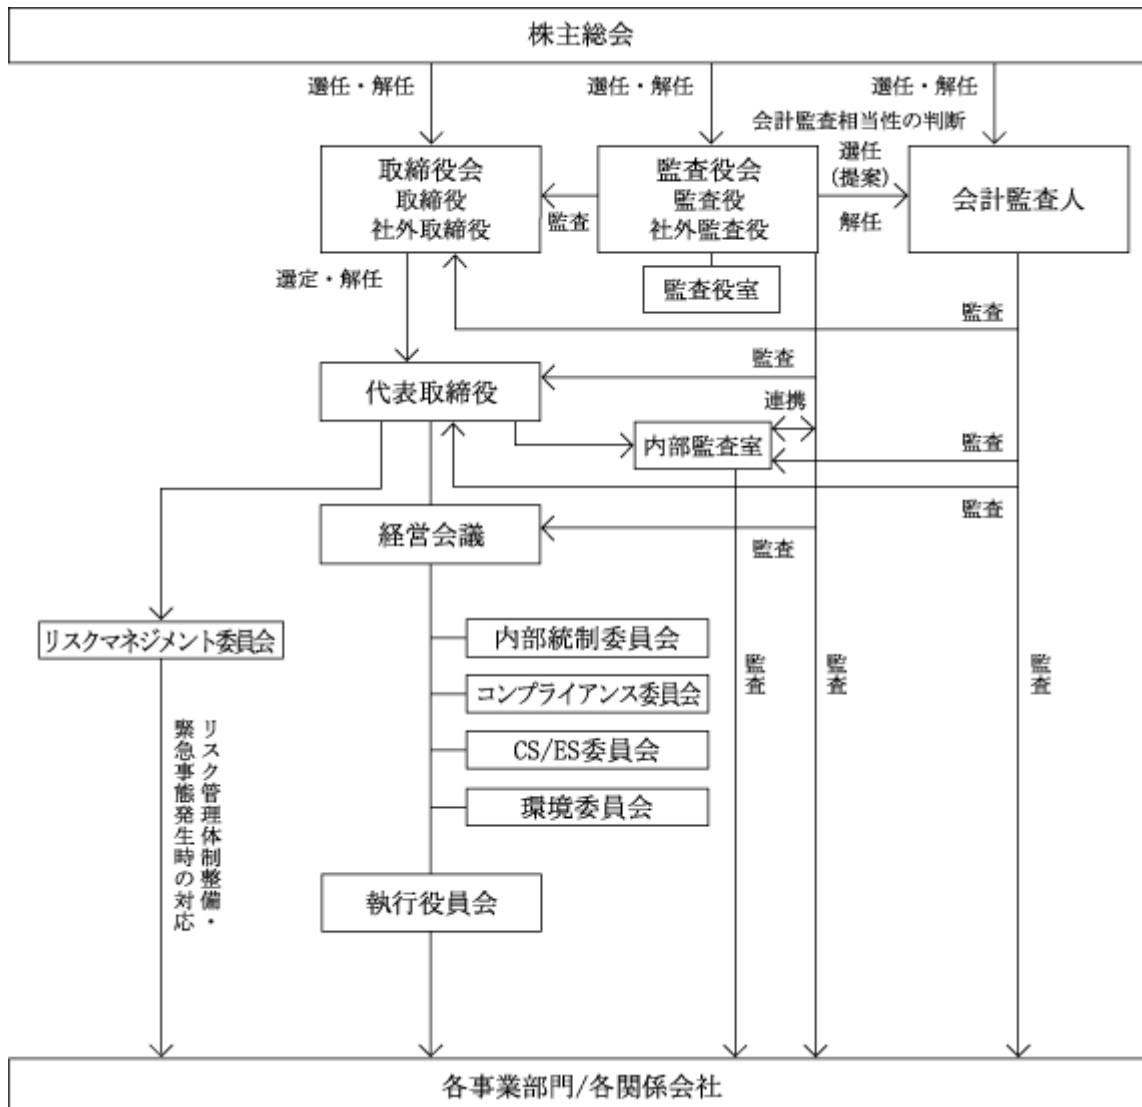 株主総会
選任・解任
選任・解任
選任・解任
会計監査相当性の判断
取締役会
取締役
社外取締役
監査
監査役会
監査役
社外監査役
選任
(提案)
解任
会計監査人
監査役室
選定・解任
監査
監査
代表取締役
連携
内部監査室
監査
監査
経営会議
監査
リスクマネジメント委員会
内部統制委員会
コンプライアンス委員会
CS/ES委員会
環境委員会
監査
監査
監査
リスク管理体制整備・
緊急事態発生時の対応
執行役員会
各事業部門/各関係会社